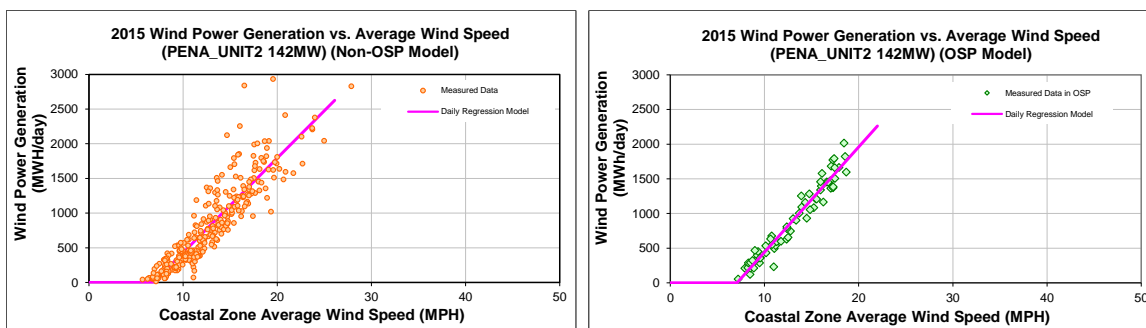 2015 Wind Power Generation vs. Average Wind Speed
(PENA_UNIT2 142MW) (Non-OSP Model)
Wind Power Generation
(MWH/day)
3000
2500
2000
1500
1000
500
0
Measured Data
Daily Regression Model
0 10 20 30 40 50
Coastal Zone Average Wind Speed (MPH)
2015 Wind Power Generation vs. Average Wind Speed
(PENA_UNIT2 142MW) (OSP Model)
Wind Power Generation
(MWh/day)
3000
2500
2000
1500
1000
500
0
Measured Data in OSP
Daily Regression Model
0 10 20 30 40 50
Coastal Zone Average Wind Speed (MPH)